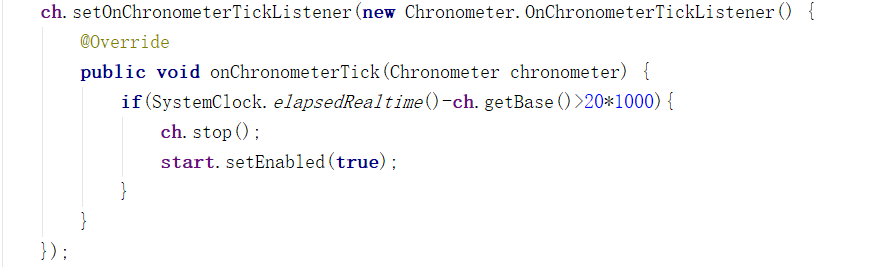 ch.setOnChronometerTickListener(new Chronometer.OnChronometerTickListener() {
@Override
public void onChronometerTick(Chronometer chronometer) {
if(SystemClock.elapsedRealtime()-ch.getBase()>20*1000){
ch.stop();
start.setEnabled(true);
}
}
});